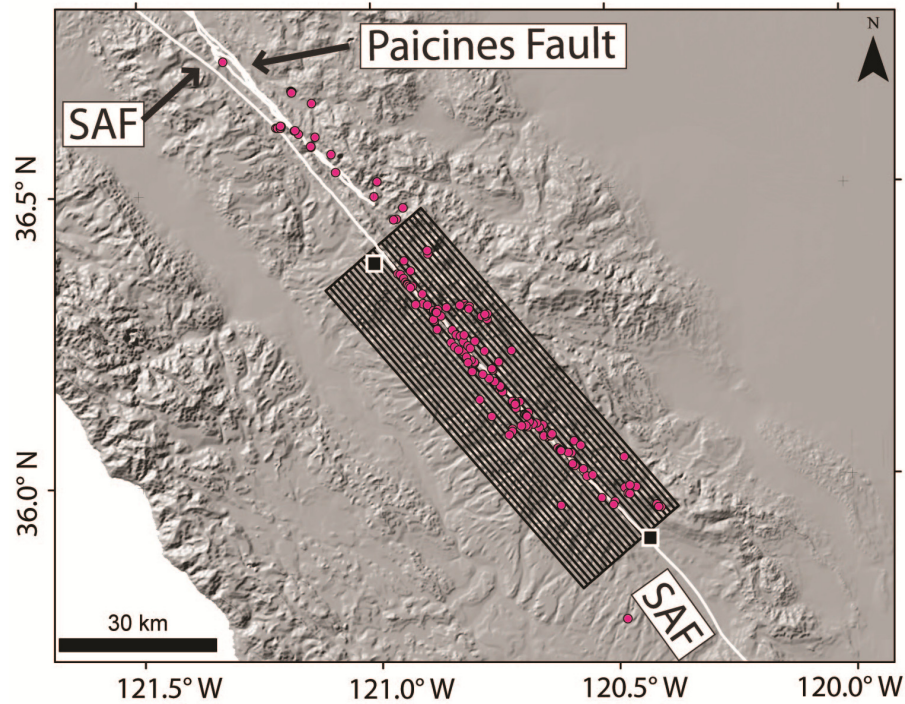 N
Paicines Fault
SAF
36.5° N
36.0° N
SAF
30 km
121.5° W
121.0° W
120.5° W
120.0° W